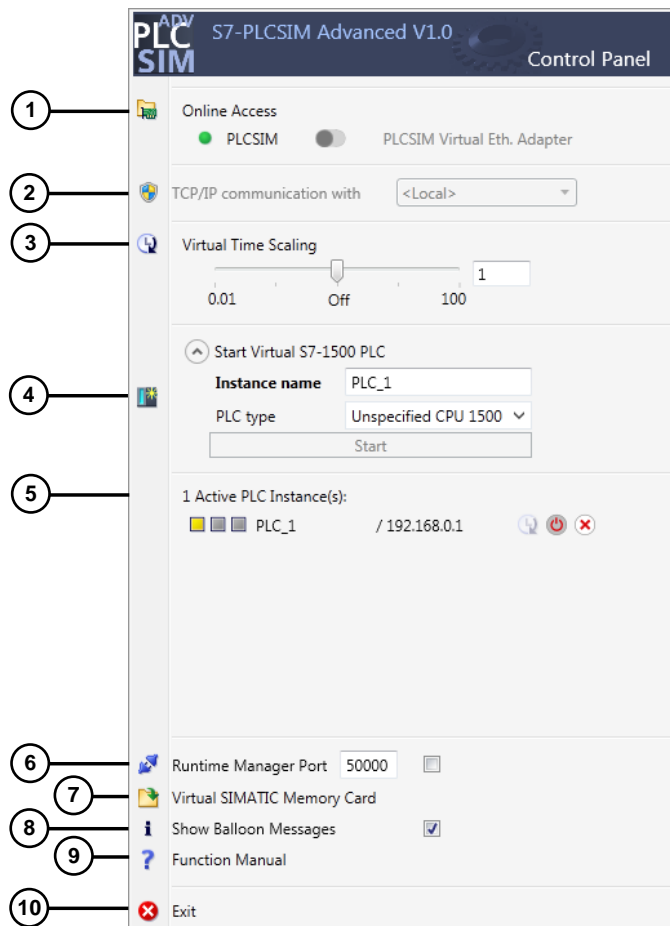 ADV
PLC
SIM
S7-PLCSIM Advanced V1.0
Control Panel
1
Online Access
PLCSIM PLCSIM Virtual Eth. Adapter
2
TCP/IP communication with <Local>
3
Virtual Time Scaling
1
0.01 Off 100
Start Virtual S7-1500 PLC
Instance name PLC_1
4
PLC type Unspecified CPU 1500
Start
5
1 Active PLC Instance(s):
PLC_1 / 192.168.0.1
6
Runtime Manager Port 50000
7
Virtual SIMATIC Memory Card
8
Show Balloon Messages
9
Function Manual
10
Exit